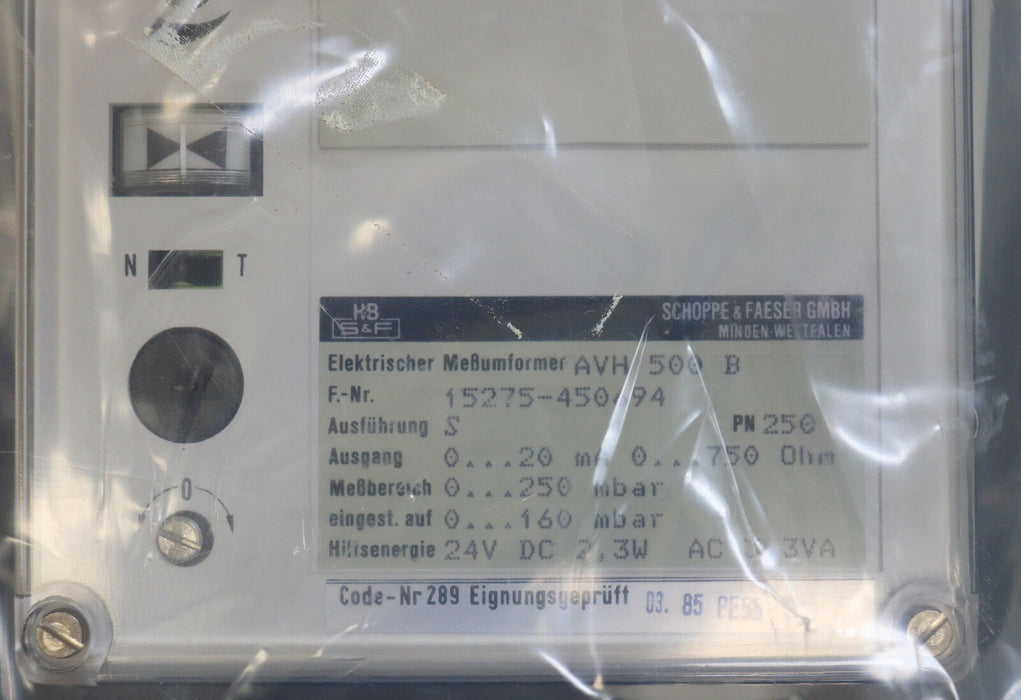 N T
0
H&B SCHOPPE & FAESER GMBH
S&F MINDEN-WESTFALEN
Elektrischer Meßumformer AVH 500 B
F.-Nr.
Ausführung S PN 250
Ausgang 0...20 mA 0...750 Ohm
Meßbereich 0...250 mbar
eingest. auf 0...160 mbar
Hilfsenergie 24V DC 2,3W AC
Code-Nr 289 Eignungsgeprüft 03. 85